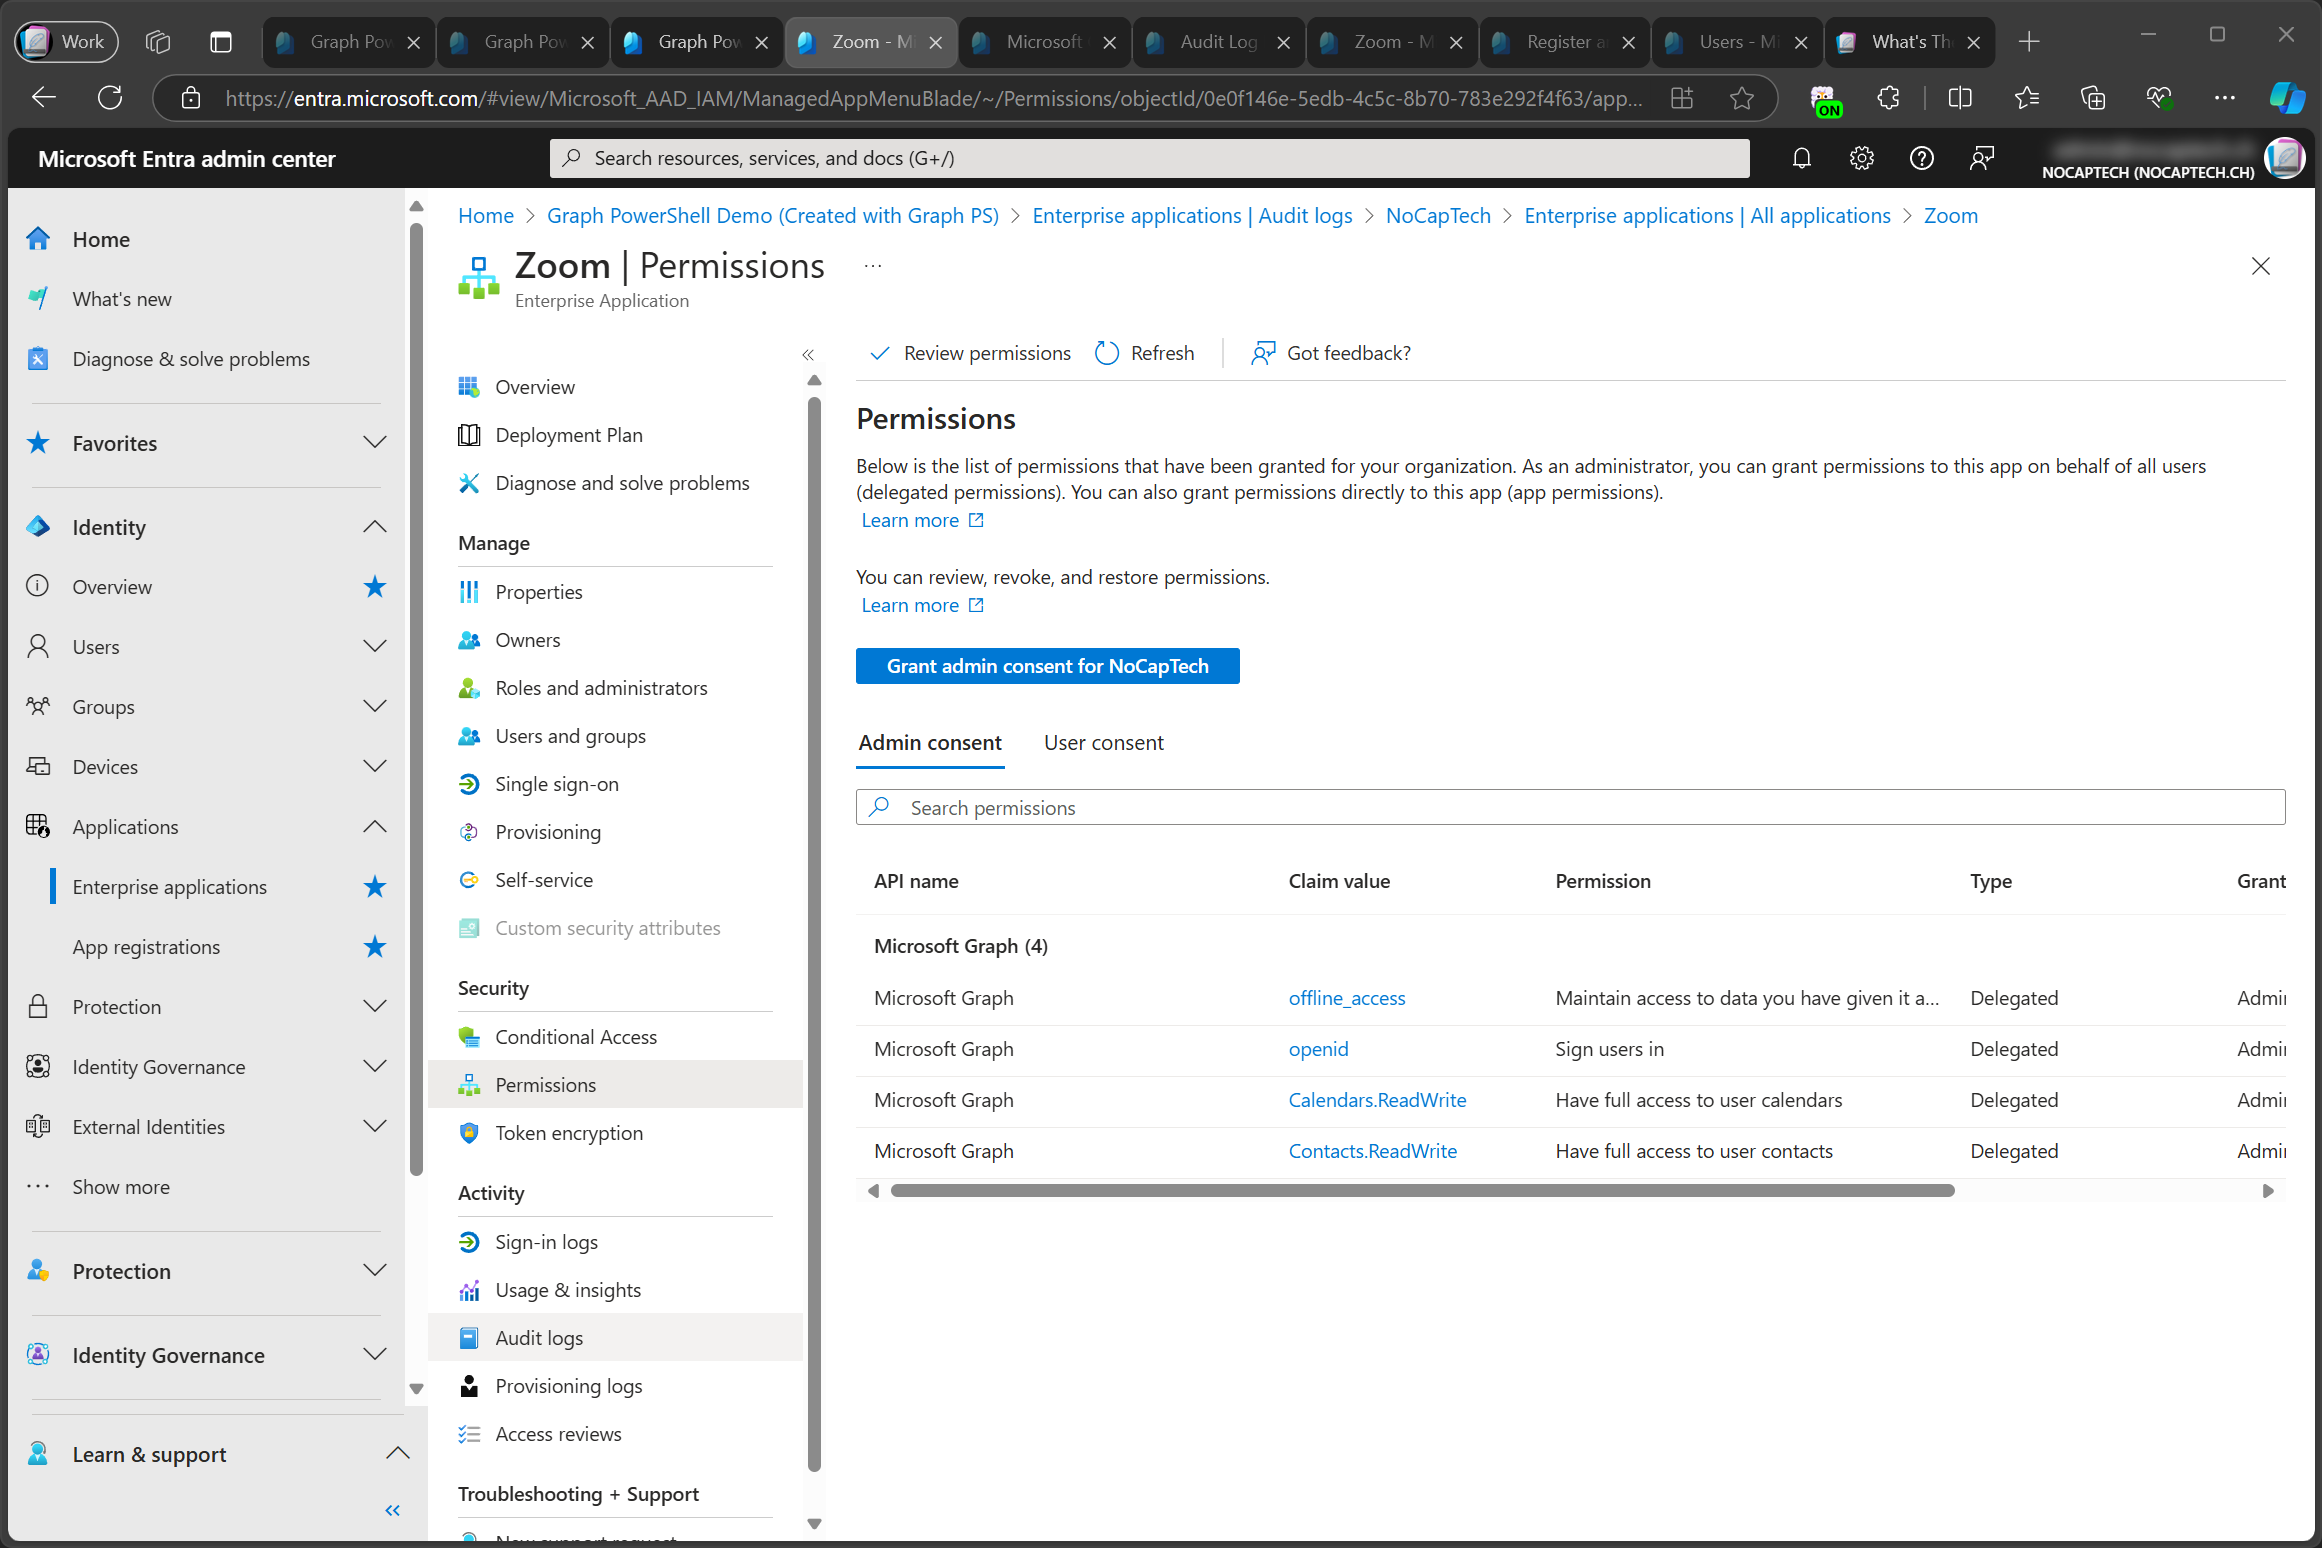 Work
Graph Pow
Graph Pow
Graph Pow
Zoom - Mi
Microsoft
Audit Log
Zoom - M
Register a
Users - Mi
What's Th
https://entra.microsoft.com/#view/Microsoft_AAD_IAM/ManagedAppMenuBlade/~/Permissions/objectId/0e0f146e-5edb-4c5c-8b70-783e292f4f63/app...
ON
Microsoft Entra admin center
Search resources, services, and docs (G+/)
NOCAPTECH (NOCAPTECH.CH)
Home
What's new
Diagnose & solve problems
Favorites
Identity
Overview
Users
Groups
Devices
Applications
Enterprise applications
App registrations
Protection
Identity Governance
External Identities
Show more
Protection
Identity Governance
Learn & support
Home > Graph PowerShell Demo (Created with Graph PS) > Enterprise applications | Audit logs > NoCapTech > Enterprise applications | All applications > Zoom
Zoom | Permissions ...
Enterprise Application
Overview
Deployment Plan
Diagnose and solve problems
Manage
Properties
Owners
Roles and administrators
Users and groups
Single sign-on
Provisioning
Self-service
Custom security attributes
Security
Conditional Access
Permissions
Token encryption
Activity
Sign-in logs
Usage & insights
Audit logs
Provisioning logs
Access reviews
Troubleshooting + Support
New support request
Review permissions
Refresh
Got feedback?
Permissions
Below is the list of permissions that have been granted for your organization. As an administrator, you can grant permissions to this app on behalf of all users
(delegated permissions). You can also grant permissions directly to this app (app permissions).
Learn more
You can review, revoke, and restore permissions.
Learn more
Grant admin consent for NoCapTech
Admin consent
User consent
Search permissions
API name Claim value Permission Type Grant
Microsoft Graph (4)
Microsoft Graph offline_access Maintain access to data you have given it a... Delegated Admi
Microsoft Graph openid Sign users in Delegated Admi
Microsoft Graph Calendars.ReadWrite Have full access to user calendars Delegated Admi
Microsoft Graph Contacts.ReadWrite Have full access to user contacts Delegated Admi